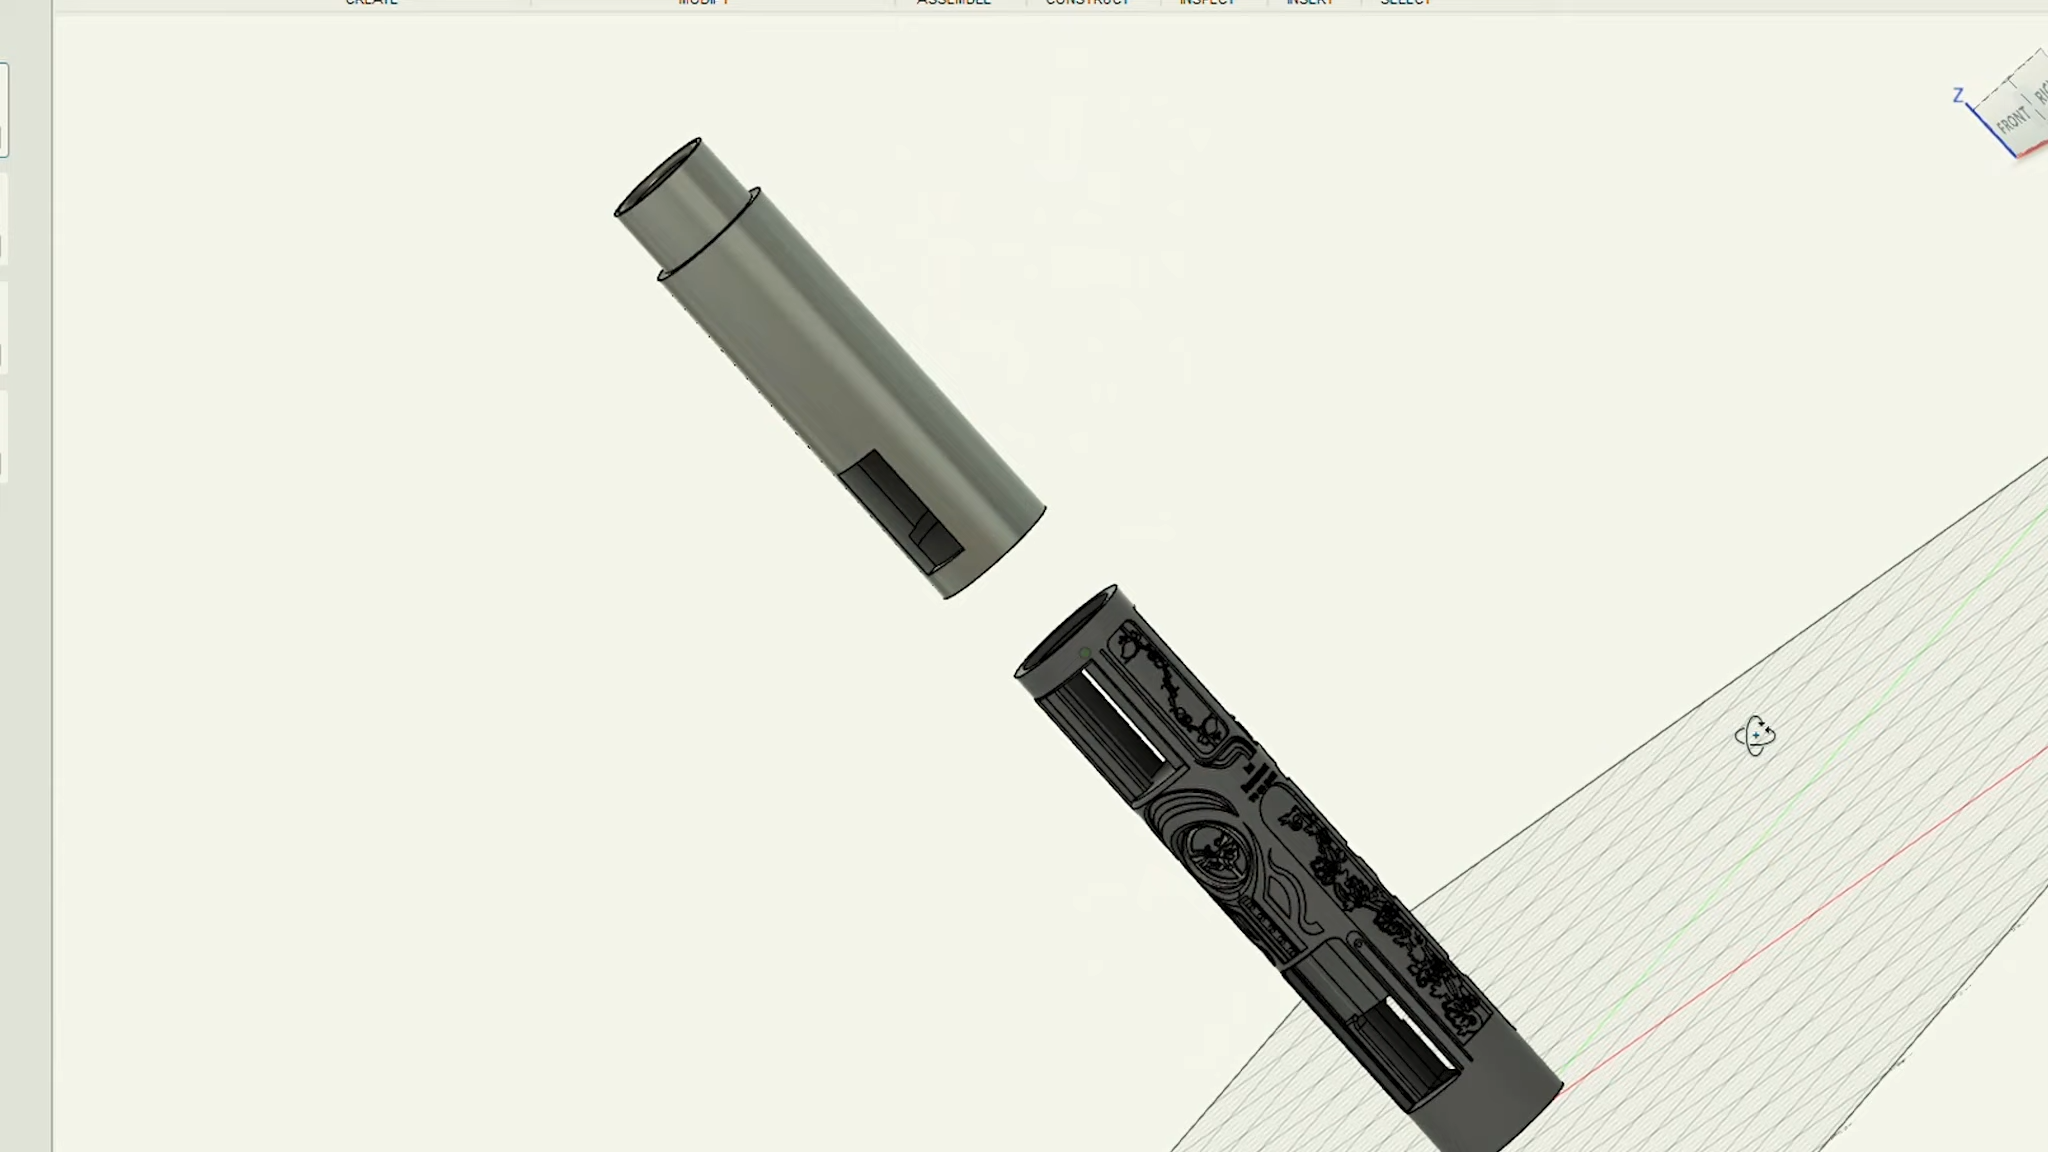 CREATE
MODIFY
ASSEMBLE
CONSTRUCT
INSPECT
INSERT
SELECT
Z
FRONT